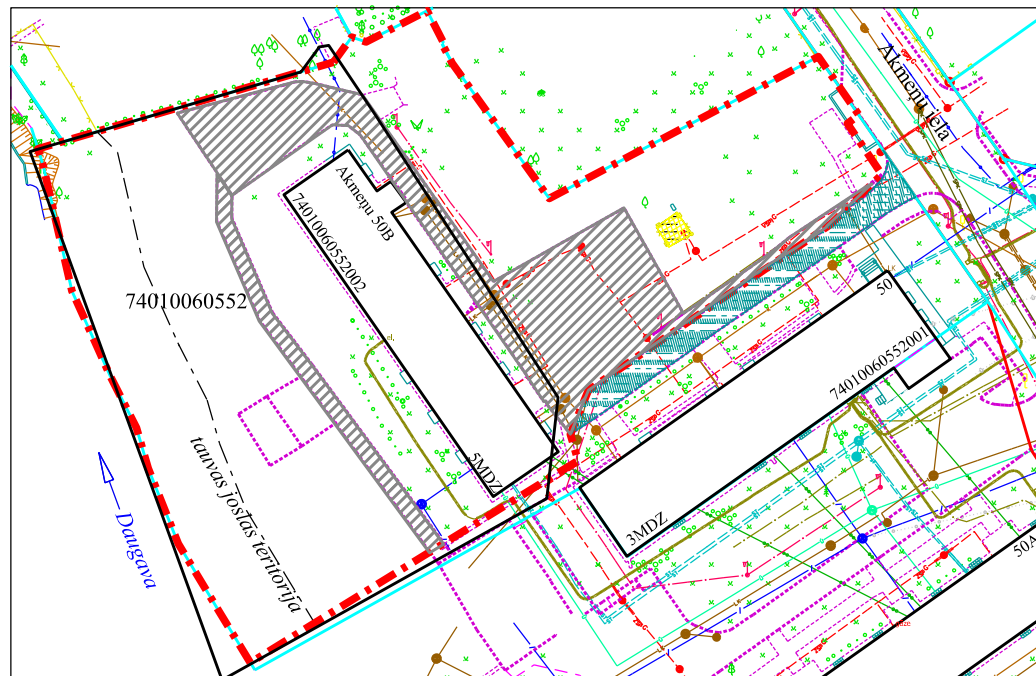 Akmeņu iela
Akmeņu 50B
74010060552002
74010060552
50
74010060552001
tauvas joslas teritorija
5MDZ
Daugava
3MDZ
50A